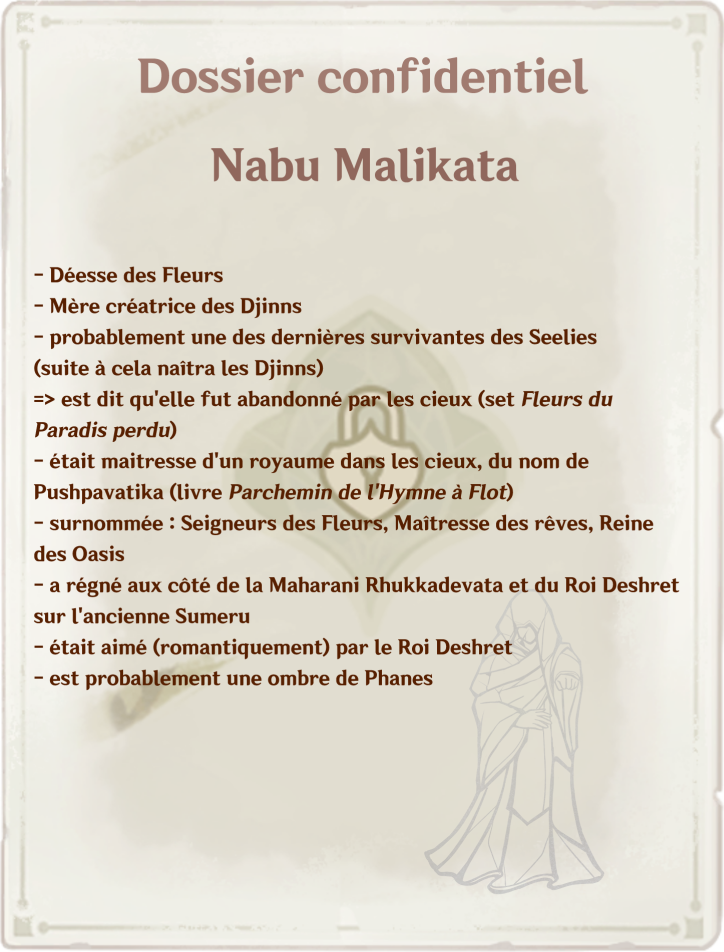 Dossier confidentiel
Nabu Malikata
- Déesse des Fleurs
- Mère créatrice des Djinns
- probablement une des dernières survivantes des Seelies
(suite à cela naîtra les Djinns)
=> est dit qu'elle fut abandonné par les cieux (set Fleurs du
Paradis perdu)
- était maitresse d'un royaume dans les cieux, du nom de
Pushpavatika (livre Parchemin de l'Hymne à Flot)
- surnommée : Seigneurs des Fleurs, Maîtresse des rêves, Reine
des Oasis
- a régné aux côté de la Maharani Rhukkadevata et du Roi Deshret
sur l'ancienne Sumeru
- était aimé (romantiquement) par le Roi Deshret
- est probablement une ombre de Phanes